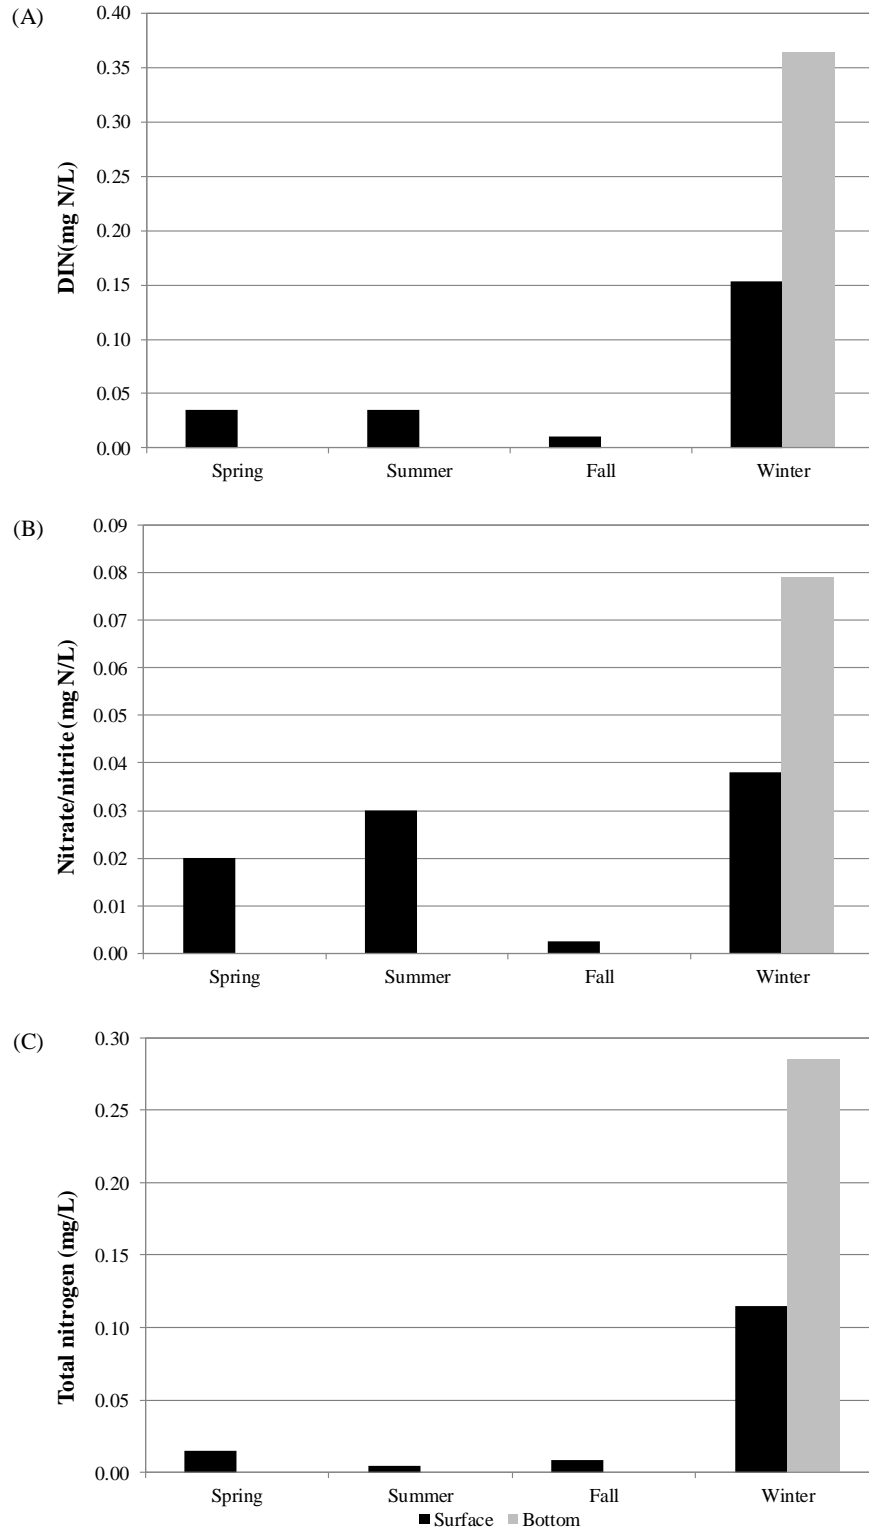 (A)
DIN(mg N/L)
0.40
0.35
0.30
0.25
0.20
0.15
0.10
0.05
0.00
Spring Summer Fall Winter
(B)
Nitrate/nitrite (mg N/L)
0.09
0.08
0.07
0.06
0.05
0.04
0.03
0.02
0.01
0.00
Spring Summer Fall Winter
(C)
Total nitrogen (mg/L)
0.30
0.25
0.20
0.15
0.10
0.05
0.00
Spring Summer Fall Winter
Surface Bottom